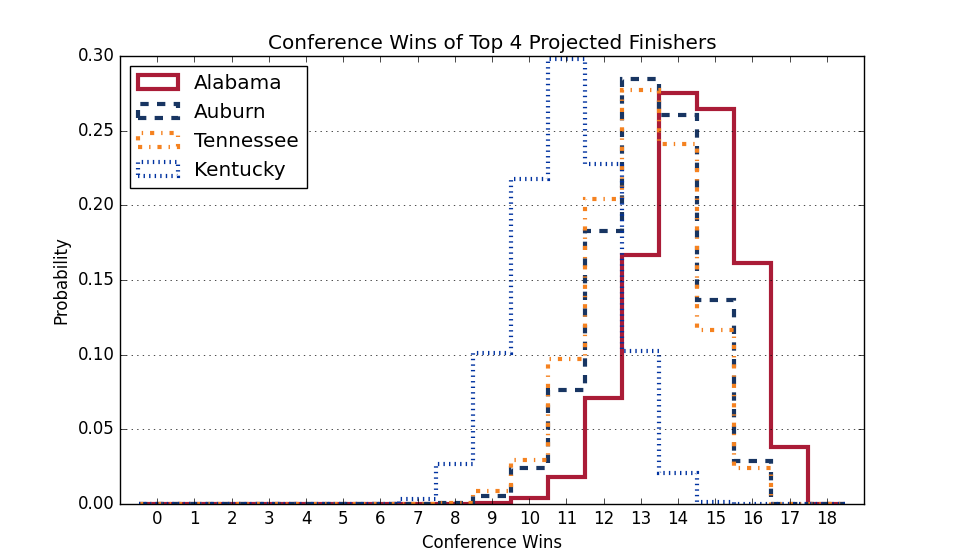 Conference Wins of Top 4 Projected Finishers
Alabama
Auburn
Tennessee
Kentucky
Probability
0.30
0.25
0.20
0.15
0.10
0.05
0.00
0 1 2 3 4 5 6 7 8 9 10 11 12 13 14 15 16 17 18
Conference Wins